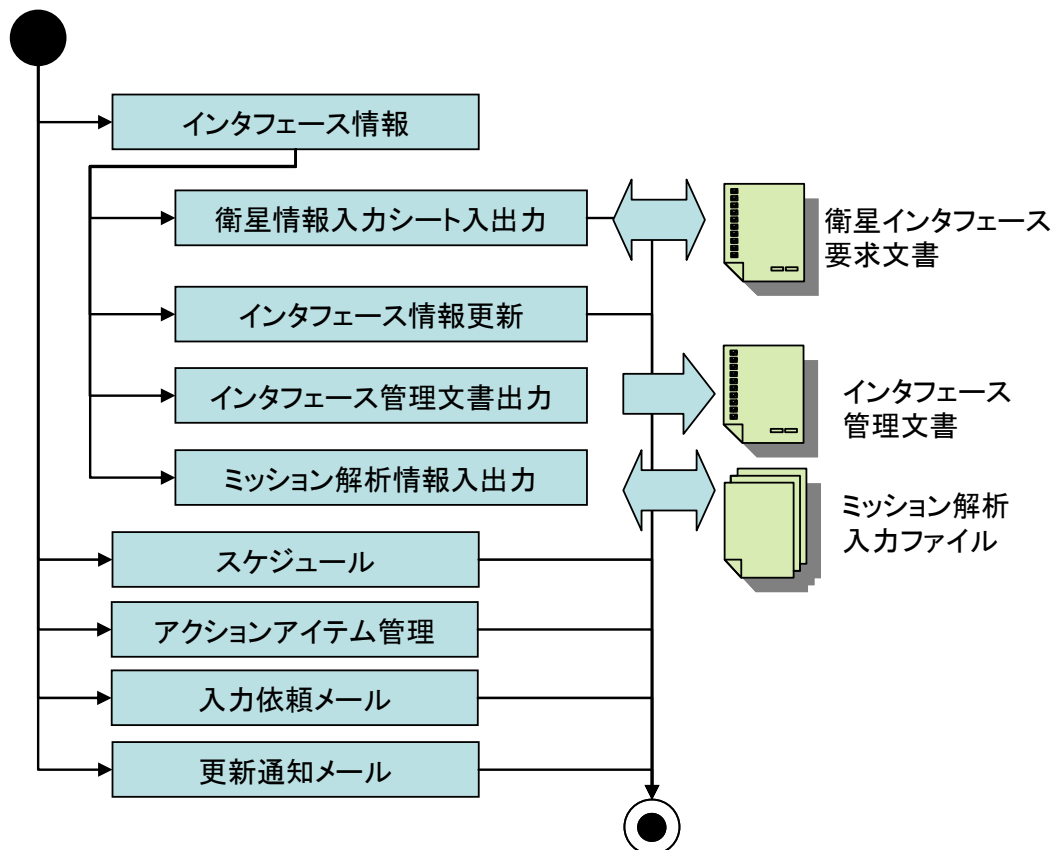 インタフェース情報
衛星情報入力シート入出力
衛星インタフェース
要求文書
インタフェース情報更新
インタフェース管理文書出力
インタフェース
管理文書
ミッション解析情報入出力
ミッション解析
入力ファイル
スケジュール
アクションアイテム管理
入力依頼メール
更新通知メール